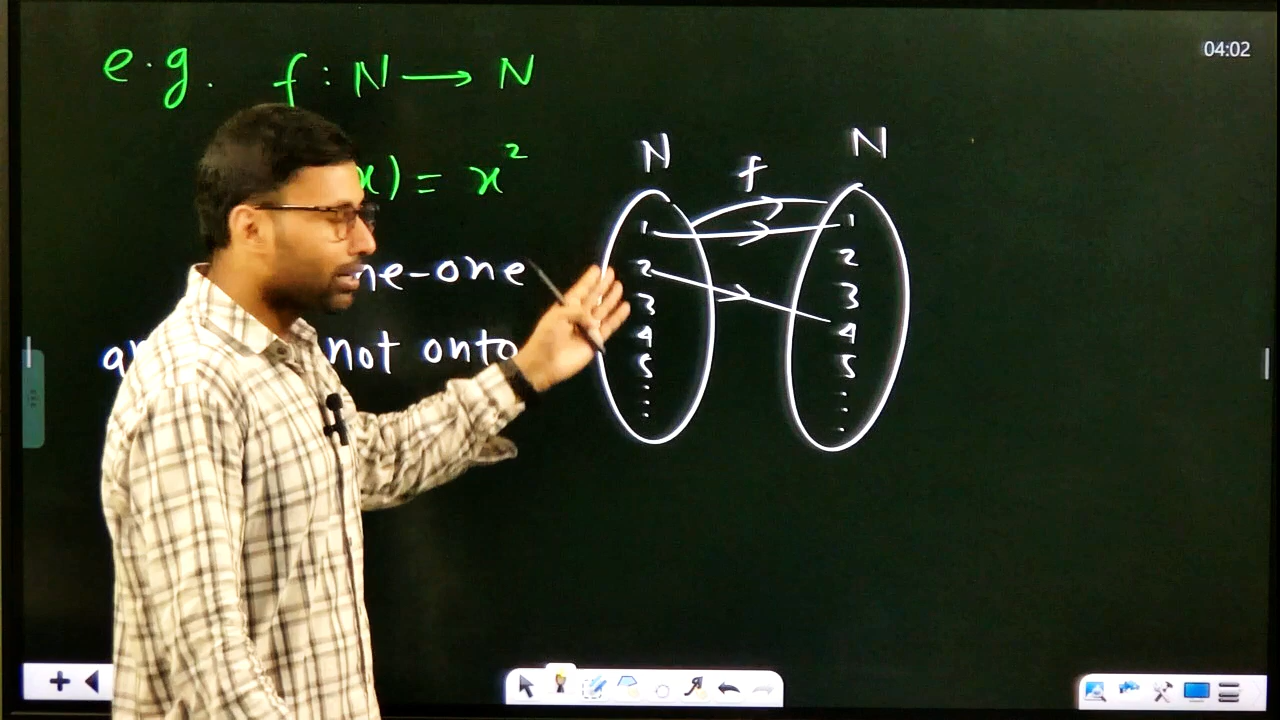 e.g. f : N → N
x) = x²
ne-one
not onto
04:02
N f N
1 1
2 2
3 3
4 4
5 5